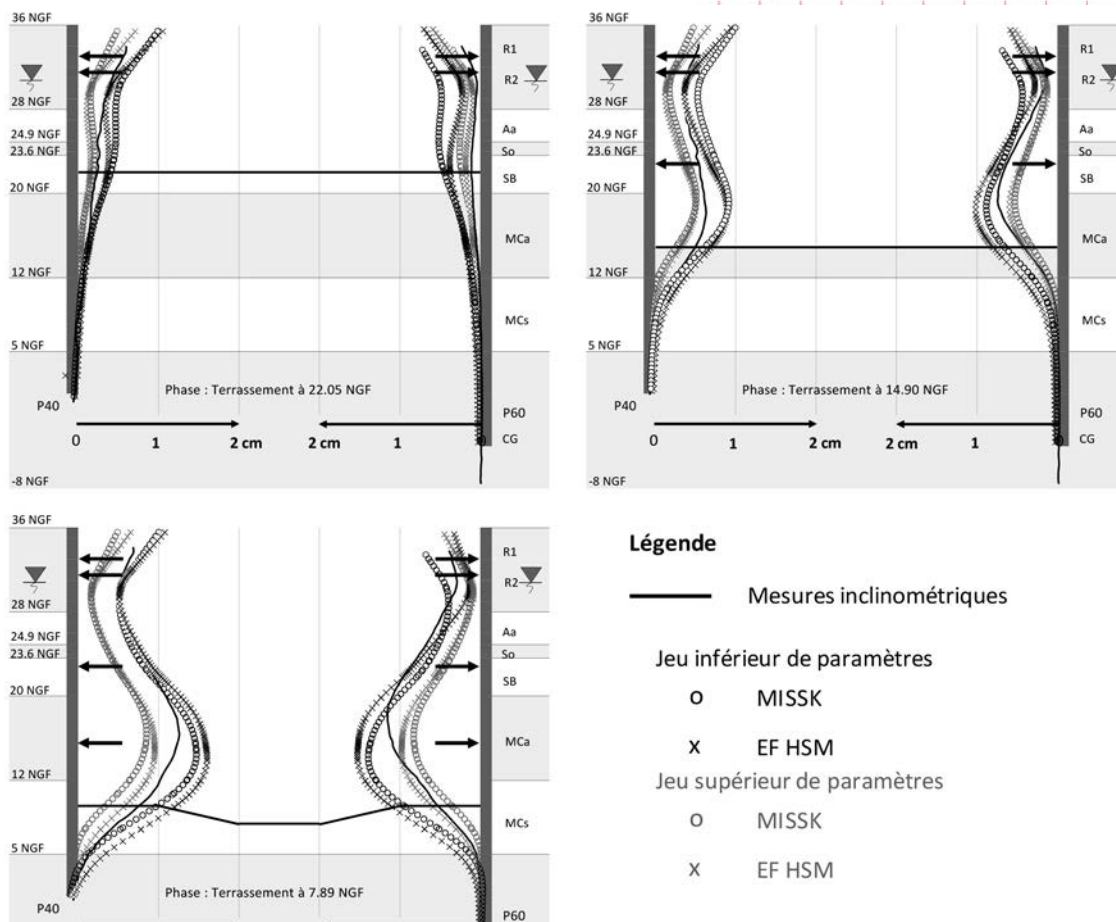 36 NGF
R1
R2
28 NGF
Aa
24.9 NGF
23.6 NGF
So
SB
20 NGF
MCa
12 NGF
MCs
5 NGF
Phase : Terrassement à 22.05 NGF
P40
P60
0
1
2 cm
2 cm
1
0
CG
-8 NGF
36 NGF
R1
R2
28 NGF
Aa
24.9 NGF
23.6 NGF
So
SB
20 NGF
MCa
12 NGF
MCs
5 NGF
Phase : Terrassement à 14.90 NGF
P40
P60
0
1
2 cm
2 cm
1
0
CG
-8 NGF
36 NGF
R1
R2
28 NGF
Aa
24.9 NGF
23.6 NGF
So
SB
20 NGF
MCa
12 NGF
MCs
5 NGF
Phase : Terrassement à 7.89 NGF
P40
P60
Légende
Mesures inclinométriques
Jeu inférieur de paramètres
o MISSK
x EF HSM
Jeu supérieur de paramètres
o MISSK
x EF HSM